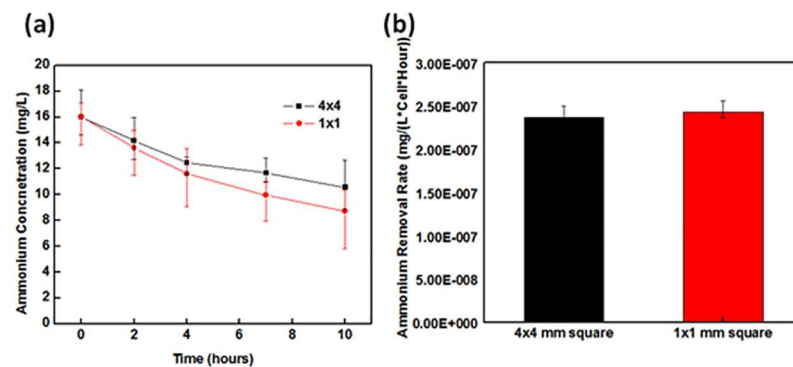 (a)
Ammonium Concnetration (mg/L)
20
18
16
14
12
10
8
6
4
2
0
4x4
1x1
0
2
4
6
8
10
Time (hours)
(b)
Ammonium Removal Rate (mg/(L*Cell*Hour))
3.00E-007
2.50E-007
2.00E-007
1.50E-007
1.00E-007
5.00E-008
0.00E+000
4x4 mm square
1x1 mm square